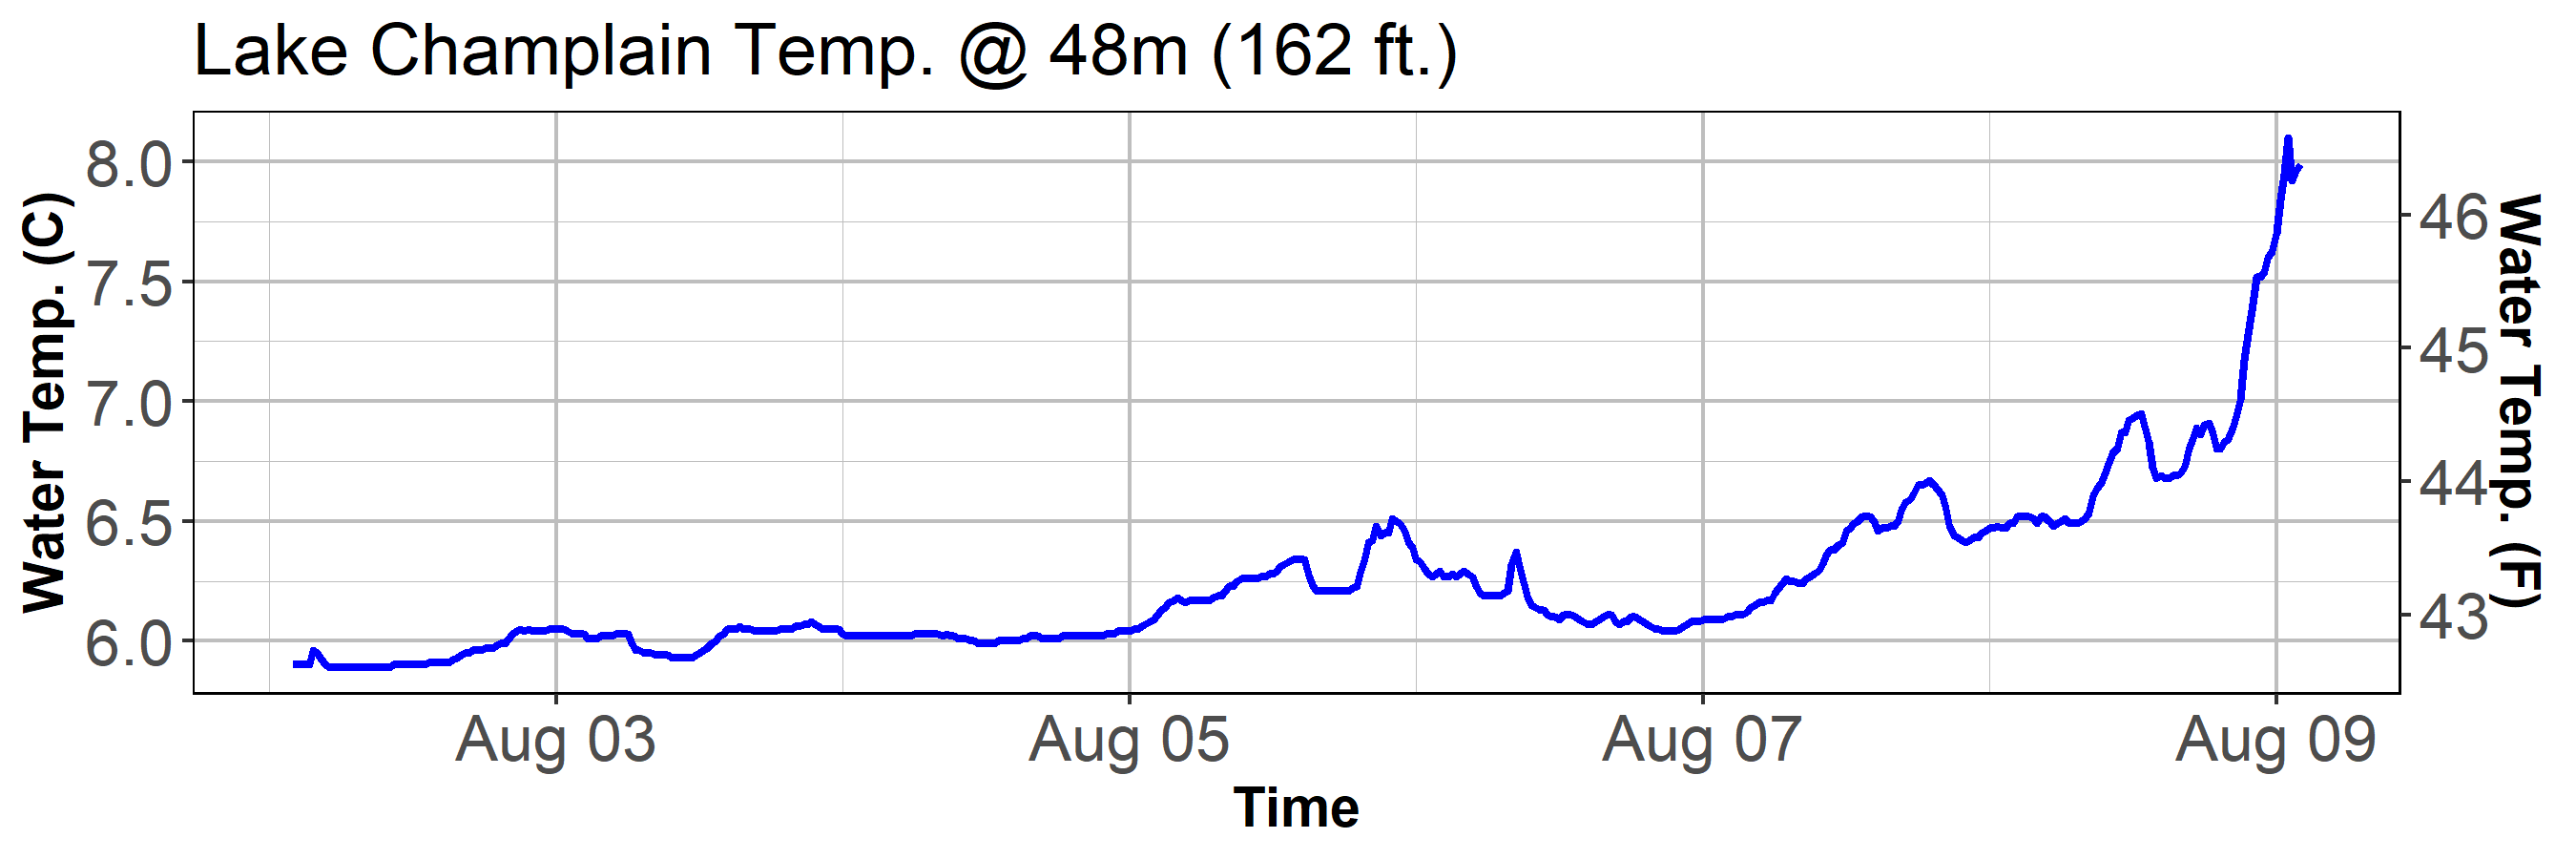 Lake Champlain Temp. @ 48m (162 ft.)
Water Temp. (C)
8.0
7.5
7.0
6.5
6.0
46
45
44
43
Water Temp. (F)
Aug 03 Aug 05 Aug 07 Aug 09
Time